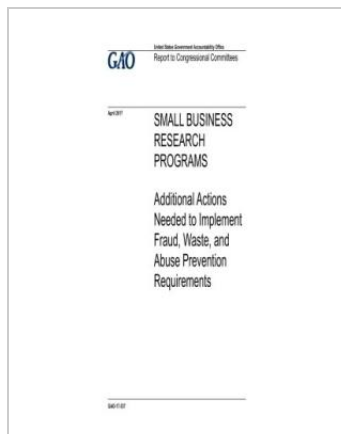 United States Government Accountability Office
GAO
Report to Congressional Committees
April 2017
SMALL BUSINESS
RESEARCH
PROGRAMS
Additional Actions
Needed to Implement
Fraud, Waste, and
Abuse Prevention
Requirements
GAO-17-337